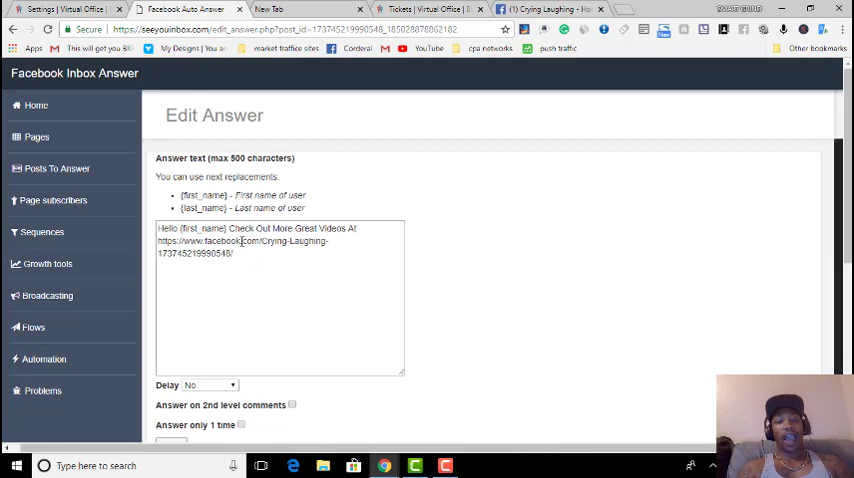 Settings | Virtual Office |
Facebook Auto Answer
New Tab
Tickets | Virtual Office | D
(1) Crying Laughing - Ho
SMART GRIND
Secure
https://seeyouinbox.com/edit_answer.php?post_id=173745219990548_185028878862182
Apps
This will get you BIG
My Designs | You an
market traffice sites
Corderal
YouTube
cpa networks
push traffic
Other bookmarks
Facebook Inbox Answer
Home
Pages
Posts To Answer
Page subscribers
Sequences
Growth tools
Broadcasting
Flows
Automation
Problems
Edit Answer
Answer text (max 500 characters)
You can use next replacements.
{first_name} - First name of user
{last_name} - Last name of user
Hello {first_name} Check Out More Great Videos At
https://www.facebook.com/Crying-Laughing-
173745219990548/
Delay
No
Answer on 2nd level comments
Answer only 1 time
Type here to search